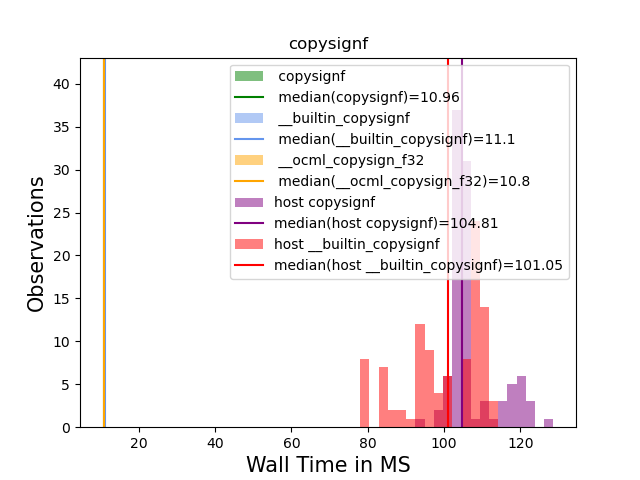 copysignf
copysignf
median(copysignf)=10.96
__builtin_copysignf
median(__builtin_copysignf)=11.1
__ocml_copysign_f32
median(__ocml_copysign_f32)=10.8
host copysignf
median(host copysignf)=104.81
host __builtin_copysignf
median(host __builtin_copysignf)=101.05
Observations
40
35
30
25
20
15
10
5
0
20 40 60 80 100 120
Wall Time in MS